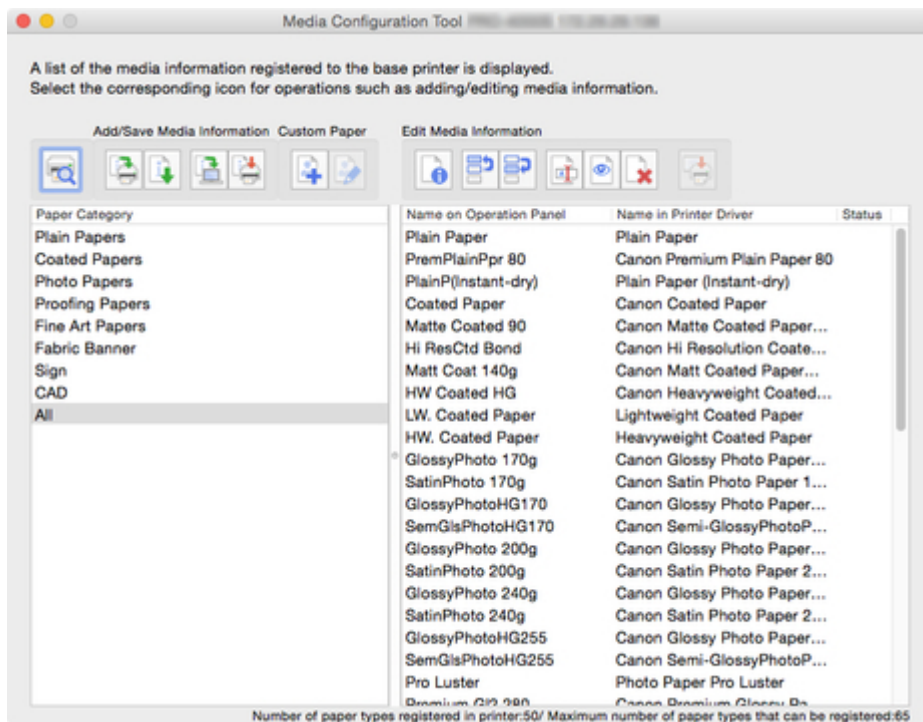 Media Configuration Tool
A list of the media information registered to the base printer is displayed.
Select the corresponding icon for operations such as adding/editing media information.
Add/Save Media Information Custom Paper Edit Media Information
Paper Category
Plain Papers
Coated Papers
Photo Papers
Proofing Papers
Fine Art Papers
Fabric Banner
Sign
CAD
All
Name on Operation Panel Name in Printer Driver Status
Plain Paper Plain Paper
PremPlainPpr 80 Canon Premium Plain Paper 80
PlainP(Instant-dry) Plain Paper (Instant-dry)
Coated Paper Canon Coated Paper
Matte Coated 90 Canon Matte Coated Paper...
Hi ResCtd Bond Canon Hi Resolution Coate...
Matt Coat 140g Canon Matt Coated Paper...
HW Coated HG Canon Heavyweight Coated...
LW. Coated Paper Lightweight Coated Paper
HW. Coated Paper Heavyweight Coated Paper
GlossyPhoto 170g Canon Glossy Photo Paper...
SatinPhoto 170g Canon Satin Photo Paper 1...
GlossyPhotoHG170 Canon Glossy Photo Paper...
SemGlsPhotoHG170 Canon Semi-GlossyPhotoP...
GlossyPhoto 200g Canon Glossy Photo Paper...
SatinPhoto 200g Canon Satin Photo Paper 2...
GlossyPhoto 240g Canon Glossy Photo Paper...
SatinPhoto 240g Canon Satin Photo Paper 2...
GlossyPhotoHG255 Canon Glossy Photo Paper...
SemGlsPhotoHG255 Canon Semi-GlossyPhotoP...
Pro Luster Photo Paper Pro Luster
Premium Gl2 280 Canon Premium Glossy Pa...
Number of paper types registered in printer:50/ Maximum number of paper types that can be registered:65